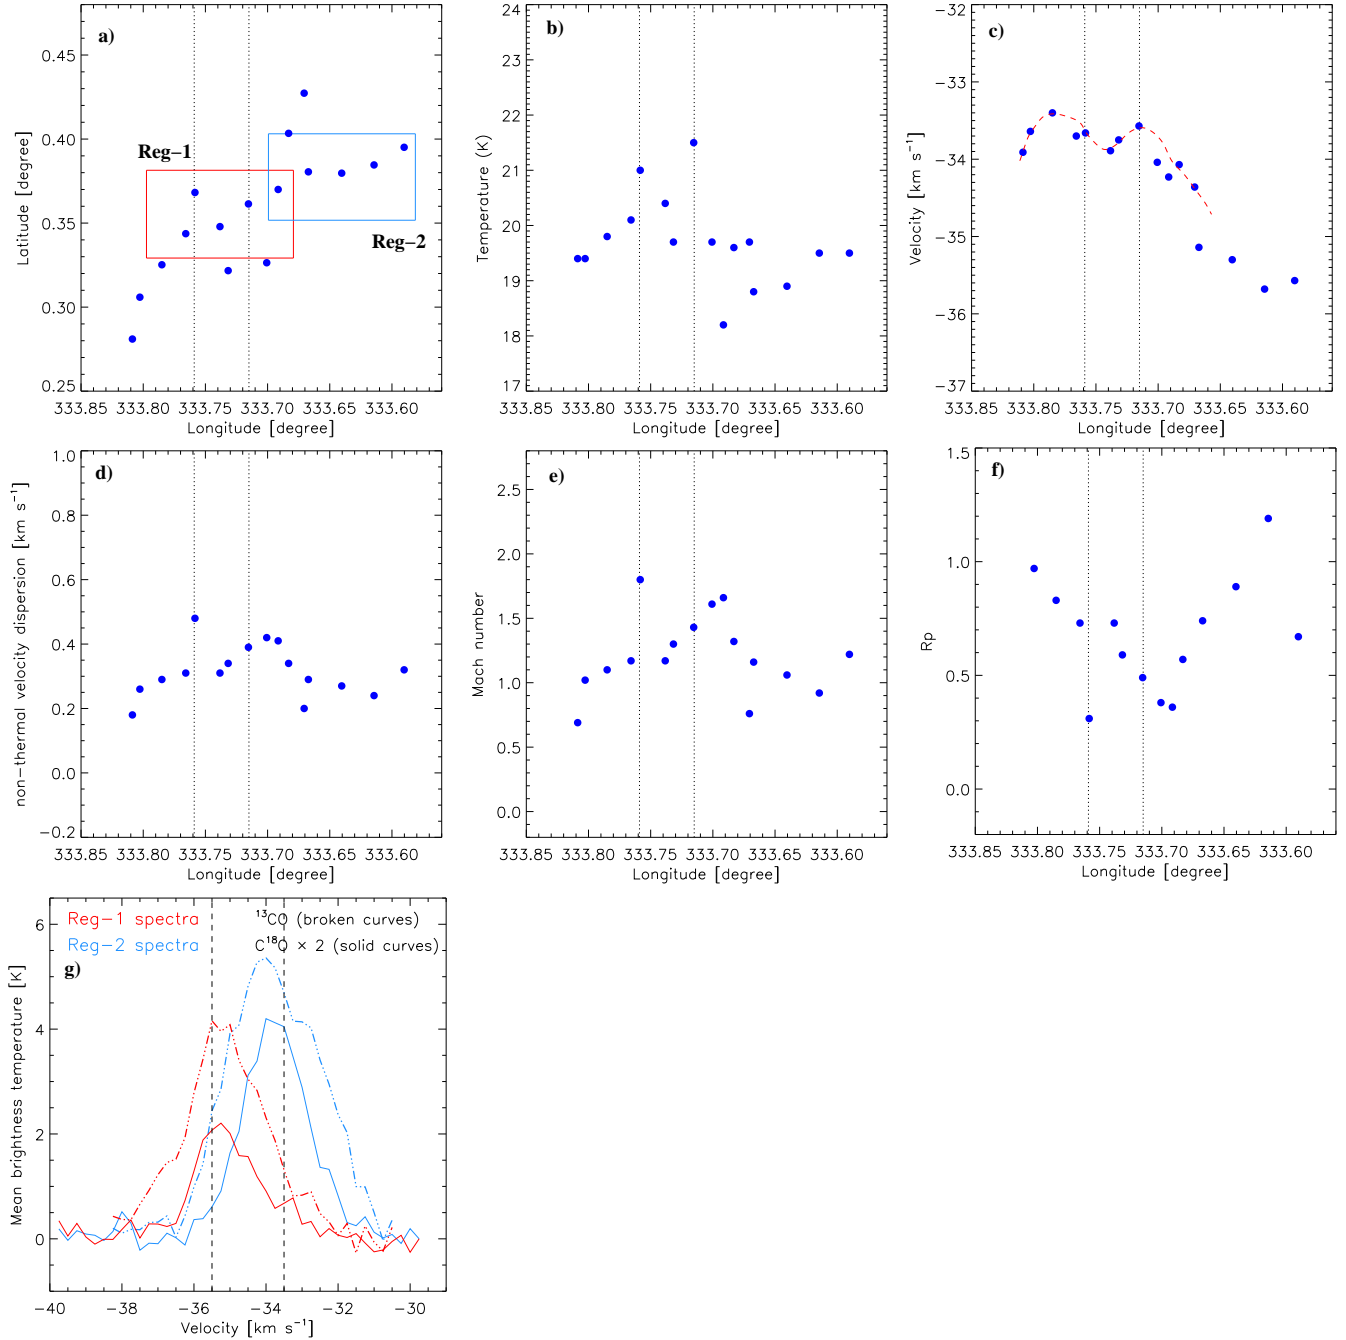 a)
0.45
0.40
0.35
0.30
0.25
Latitude [degree]
Reg−1
Reg−2
333.85 333.80 333.75 333.70 333.65 333.60
Longitude [degree]
b)
24
23
22
21
20
19
18
17
Temperature (K)
333.85 333.80 333.75 333.70 333.65 333.60
Longitude [degree]
c)
−32
−33
−34
−35
−36
−37
Velocity [km s⁻¹]
333.85 333.80 333.75 333.70 333.65 333.60
Longitude [degree]
d)
1.0
0.8
0.6
0.4
0.2
0.0
−0.2
non−thermal velocity dispersion [km s⁻¹]
333.85 333.80 333.75 333.70 333.65 333.60
Longitude [degree]
e)
2.5
2.0
1.5
1.0
0.5
0.0
Mach number
333.85 333.80 333.75 333.70 333.65 333.60
Longitude [degree]
f)
1.5
1.0
0.5
0.0
Rp
333.85 333.80 333.75 333.70 333.65 333.60
Longitude [degree]
Reg−1 spectra
Reg−2 spectra
¹³CO (broken curves)
C¹⁸O × 2 (solid curves)
g)
6
4
2
0
Mean brightness temperature [K]
−40 −38 −36 −34 −32 −30
Velocity [km s⁻¹]